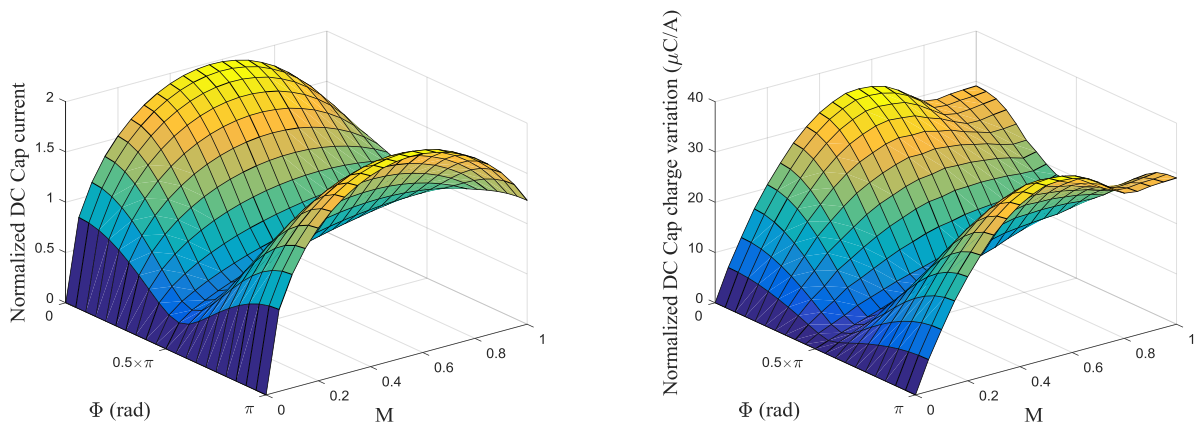 Normalized DC Cap current
2
1.5
1
0.5
0
0
0.5×π
π
Φ (rad)
0
0.2
0.4
0.6
0.8
1
M
Normalized DC Cap charge variation (μC/A)
40
30
20
10
0
0
0.5×π
π
Φ (rad)
0
0.2
0.4
0.6
0.8
1
M